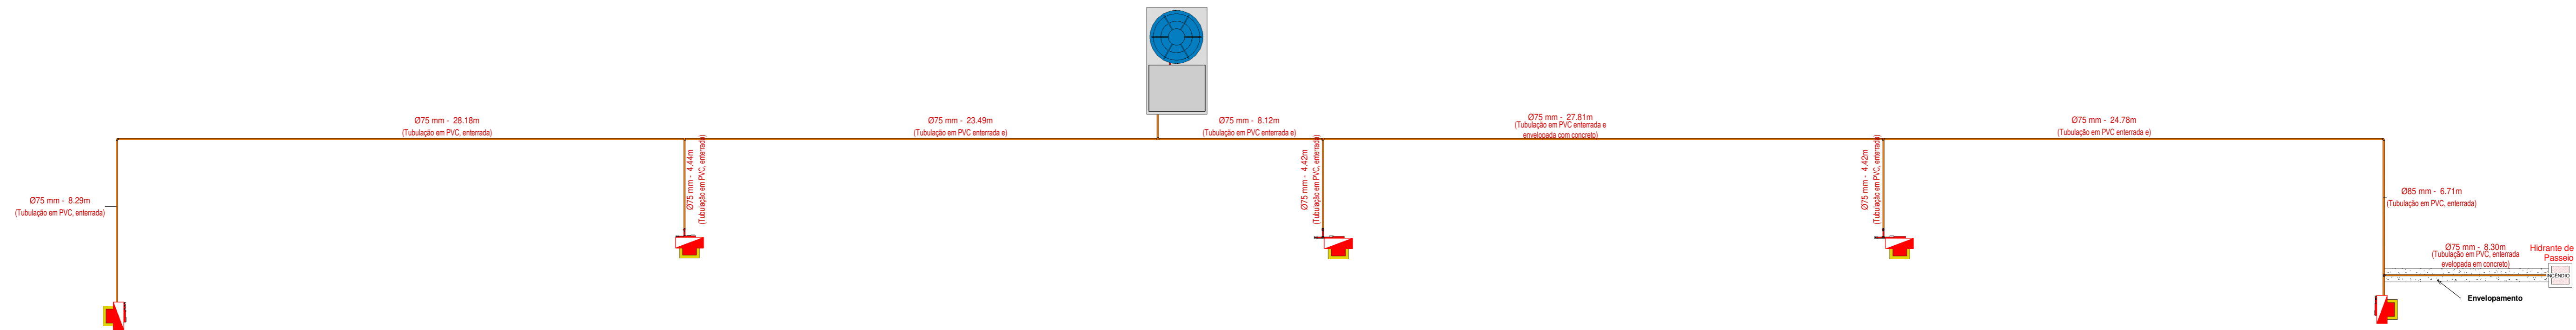 Ø75 mm - 28.18m
(Tubulação em PVC, enterrada)
Ø75 mm - 23.49m
(Tubulação em PVC enterrada e)
Ø75 mm - 8.12m
(Tubulação em PVC enterrada e)
Ø75 mm - 27.81m
(Tubulação em PVC enterrada e
envelopada com concreto)
Ø75 mm - 24.78m
(Tubulação em PVC enterrada e)
Ø75 mm - 8.29m
(Tubulação em PVC, enterrada)
Ø75 mm - 4.44m
(Tubulação em PVC, enterrada)
Ø75 mm - 4.42m
(Tubulação em PVC, enterrada)
Ø75 mm - 4.42m
(Tubulação em PVC, enterrada)
Ø85 mm - 6.71m
(Tubulação em PVC, enterrada)
Ø75 mm - 8.30m
(Tubulação em PVC, enterrada
evelopada em concreto)
Hidrante de
Passeio
INCÊNDIO
Envelopamento